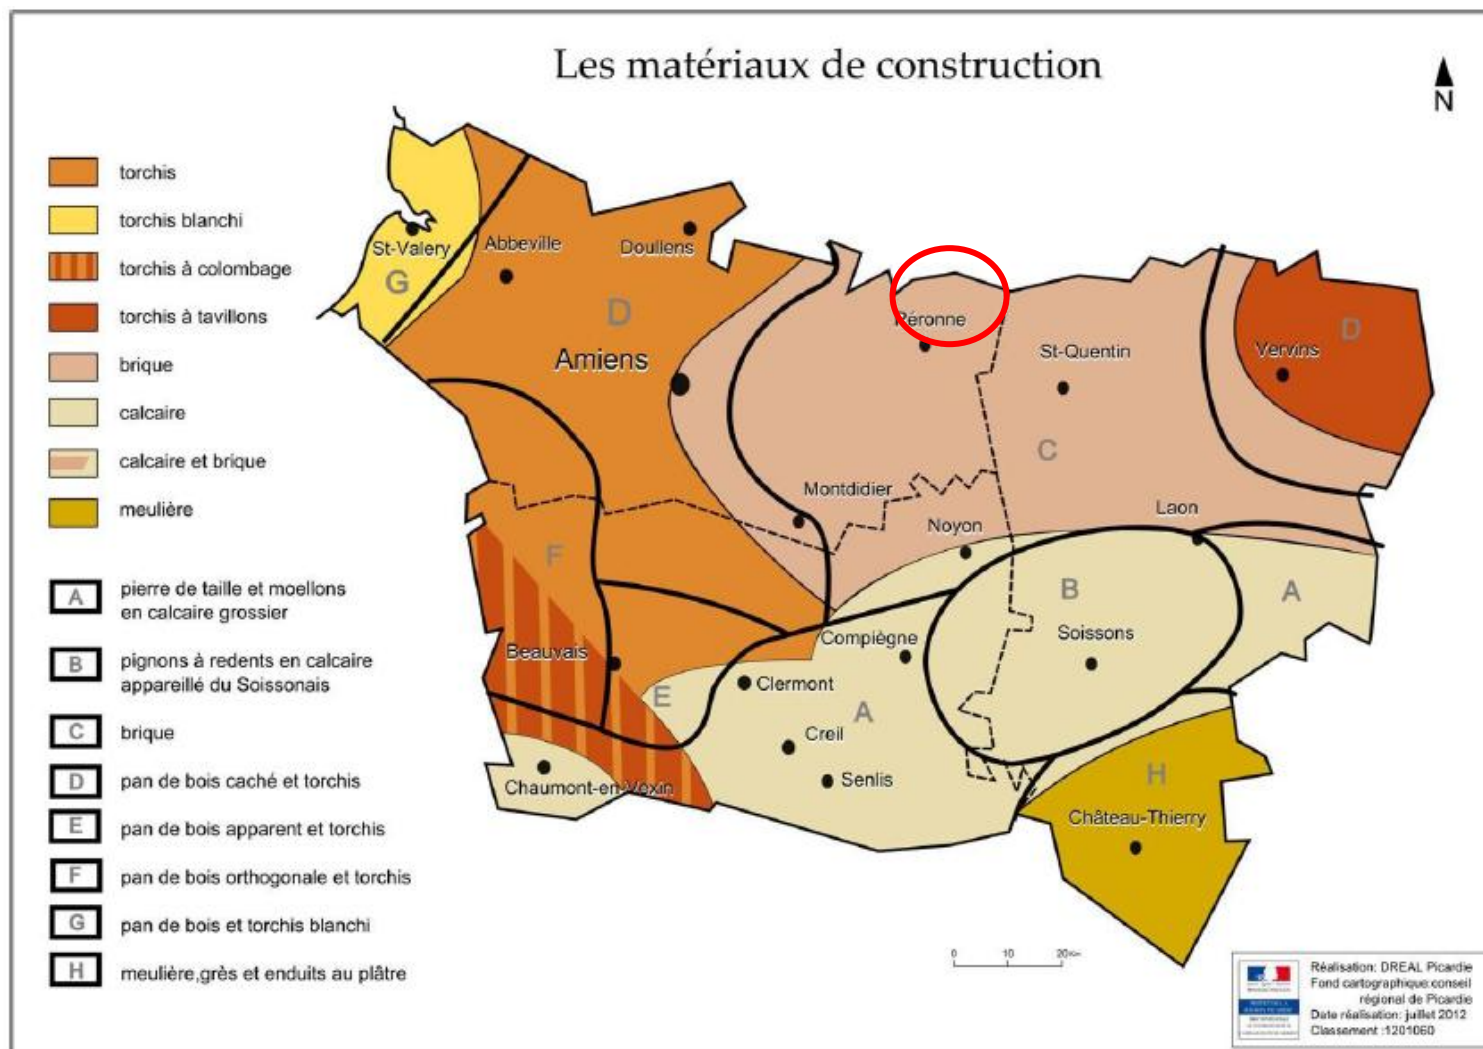 Les matériaux de construction
N
torchis
torchis blanchi
torchis à colombage
torchis à tavillons
brique
calcaire
calcaire et brique
meulière
A pierre de taille et moellons
en calcaire grossier
B pignons à redents en calcaire
appareillé du Soissonais
C brique
D pan de bois caché et torchis
E pan de bois apparent et torchis
F pan de bois orthogonale et torchis
G pan de bois et torchis blanchi
H meulière,grès et enduits au plâtre
St-Valery
Abbeville
Doullens
G
D
Amiens
Péronne
St-Quentin
Vervins
D
C
Montdidier
Noyon
Laon
F
B
A
Beauvais
Compiègne
Soissons
E
Clermont
A
Creil
Senlis
Chaumont-en-Vexin
H
Château-Thierry
0 10 20Km
Réalisation: DREAL Picardie
Fond cartographique:conseil
régional de Picardie
Date réalisation: juillet 2012
Classement :1201060